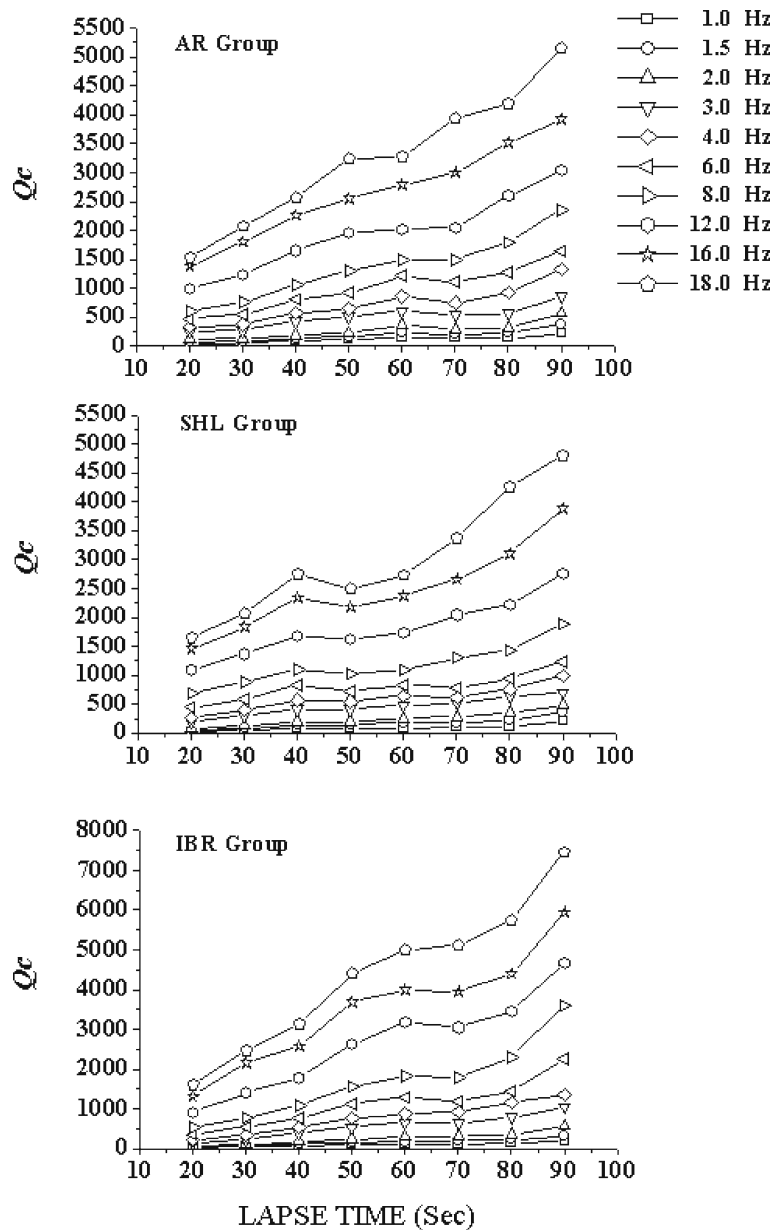 AR Group
Qc
5500
5000
4500
4000
3500
3000
2500
2000
1500
1000
500
0
10 20 30 40 50 60 70 80 90 100
1.0 Hz
1.5 Hz
2.0 Hz
3.0 Hz
4.0 Hz
6.0 Hz
8.0 Hz
12.0 Hz
16.0 Hz
18.0 Hz
SHL Group
Qc
5500
5000
4500
4000
3500
3000
2500
2000
1500
1000
500
0
10 20 30 40 50 60 70 80 90 100
IBR Group
Qc
8000
7000
6000
5000
4000
3000
2000
1000
0
10 20 30 40 50 60 70 80 90 100
LAPSE TIME (Sec)